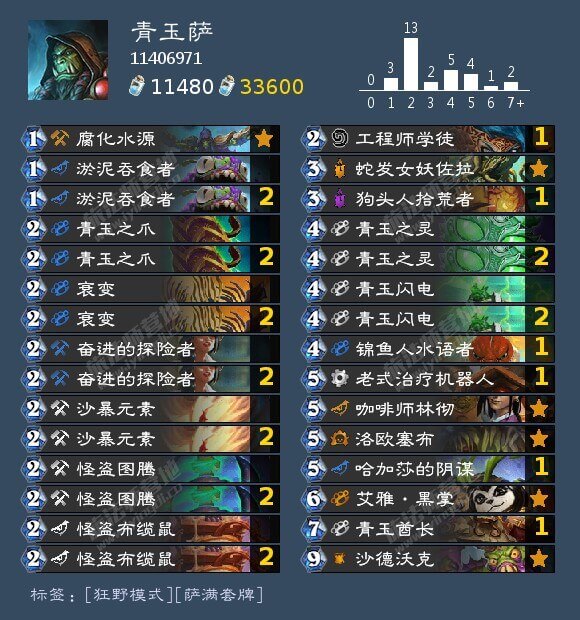 青玉萨
11406971
11480 33600
0 3 13 2 5 4 1 2
0 1 2 3 4 5 6 7+
1 腐化水源
1 淤泥吞食者
1 淤泥吞食者 2
2 青玉之爪
2 青玉之爪 2
2 衰变
2 衰变 2
2 奋进的探险者
2 奋进的探险者 2
2 沙暴元素
2 沙暴元素 2
2 怪盗图腾
2 怪盗图腾 2
2 怪盗布缆鼠
2 怪盗布缆鼠 2
2 工程师学徒 1
3 蛇发女妖佐拉
3 狗头人拾荒者 1
4 青玉之灵
4 青玉之灵 2
4 青玉闪电
4 青玉闪电 2
4 锦鱼人水语者 1
5 老式治疗机器人 1
5 咖啡师林彻
5 洛欧塞布
5 哈加莎的阴谋 1
6 艾雅·黑掌
7 青玉酋长 1
9 沙德沃克
标签：[狂野模式][萨满套牌]